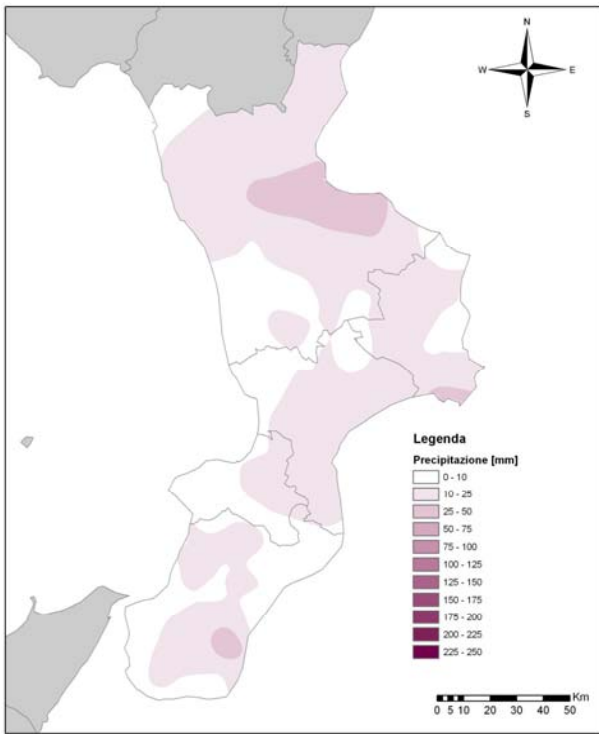 N
W E
S
Legenda
Precipitazione [mm]
0 - 10
10 - 25
25 - 50
50 - 75
75 - 100
100 - 125
125 - 150
150 - 175
175 - 200
200 - 225
225 - 250
Km
0 5 10 20 30 40 50